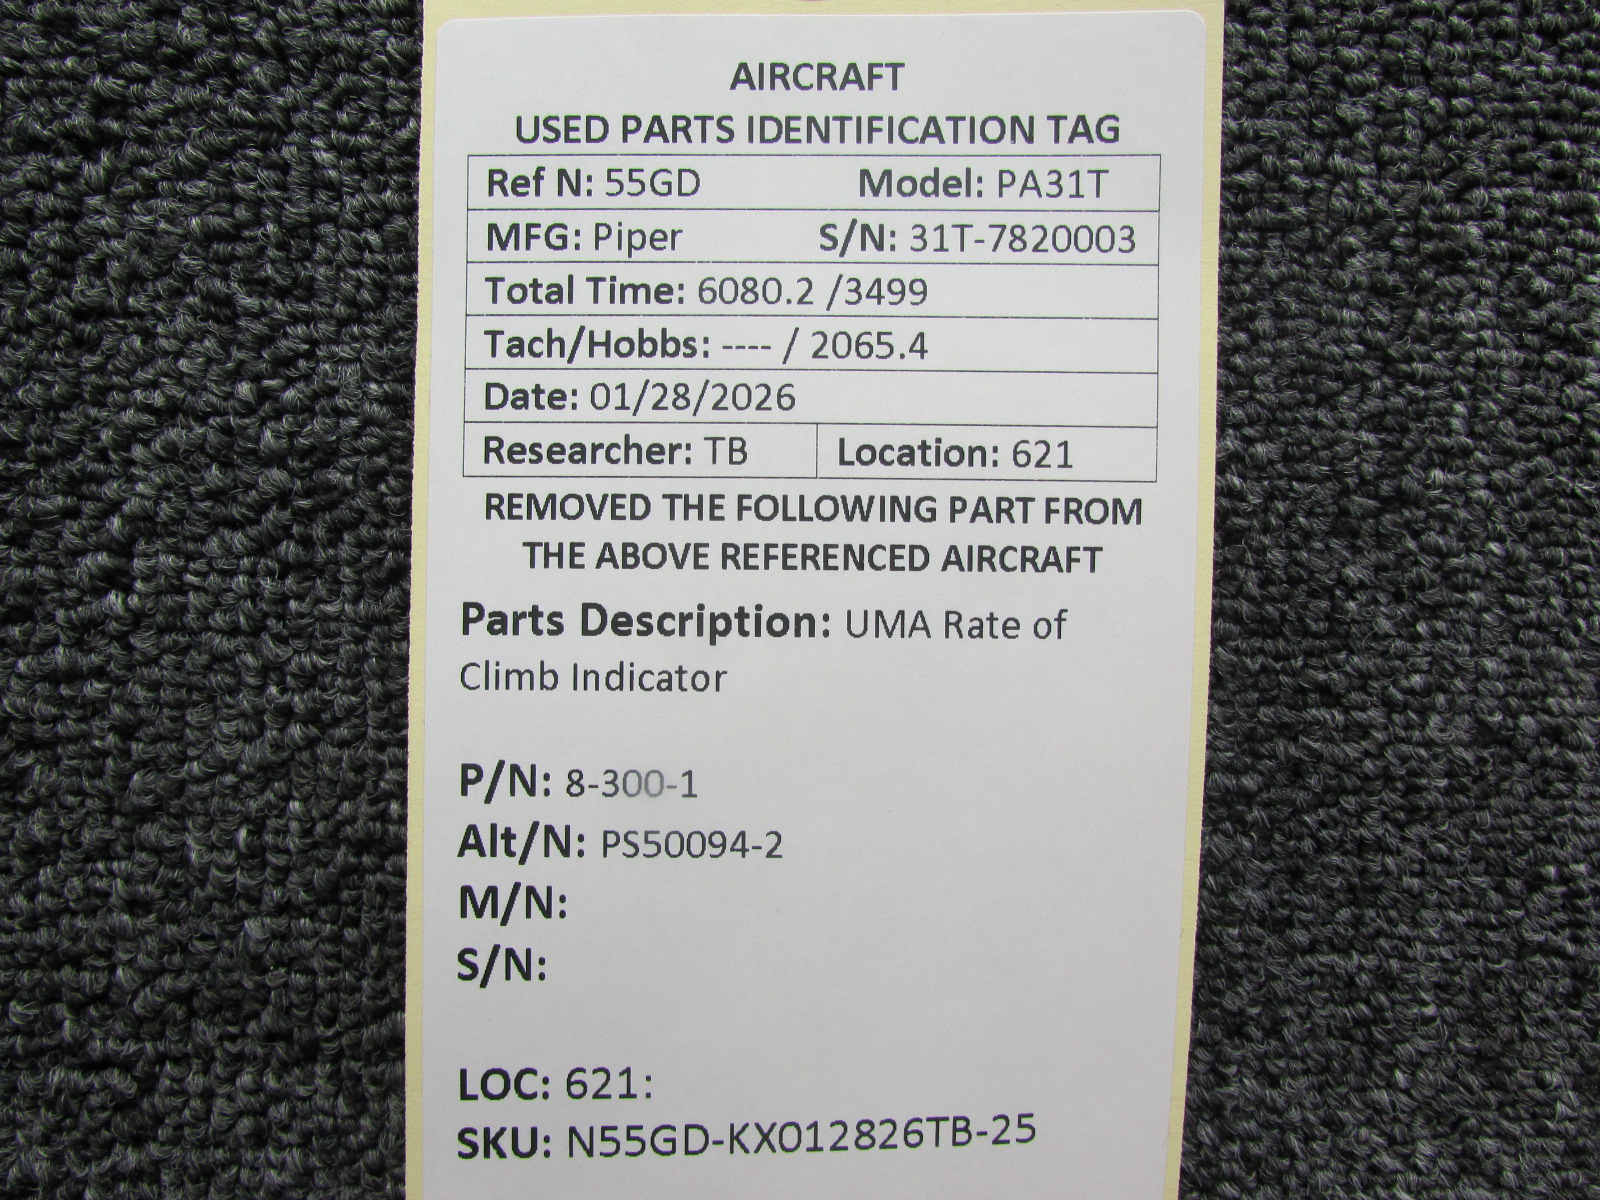 AIRCRAFT
USED PARTS IDENTIFICATION TAG
Ref N: 55GD Model: PA31T
MFG: Piper S/N: 31T-7820003
Total Time: 6080.2 /3499
Tach/Hobbs: ---- / 2065.4
Date: 01/28/2026
Researcher: TB Location: 621
REMOVED THE FOLLOWING PART FROM
THE ABOVE REFERENCED AIRCRAFT
Parts Description: UMA Rate of
Climb Indicator
P/N: 8-300-1
Alt/N: PS50094-2
M/N:
S/N:
LOC: 621:
SKU: N55GD-KX012826TB-25